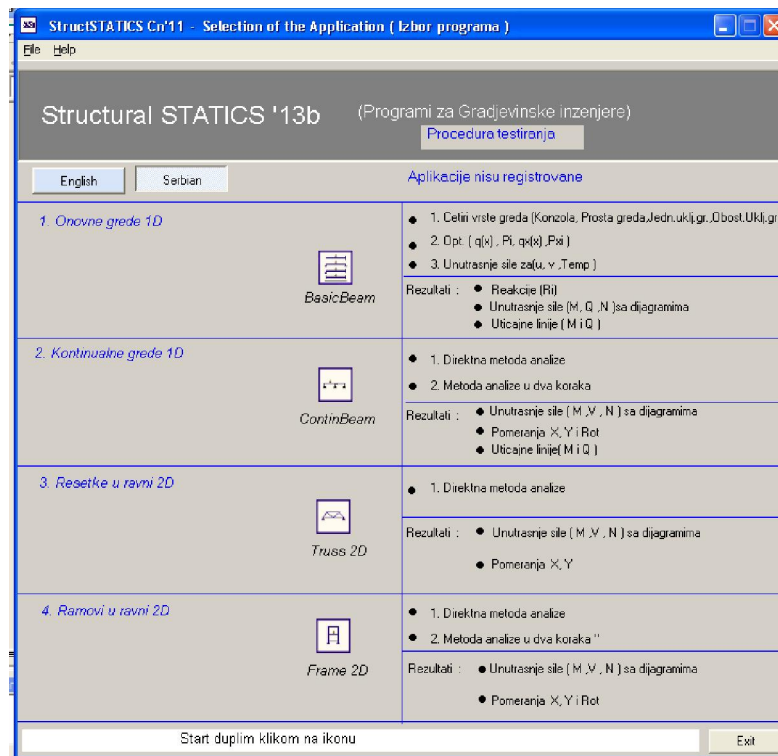 StructSTATICS Cn'11 - Selection of the Application ( Izbor programa )
File Help
Structural STATICS '13b
(Programi za Gradjevinske inzenjere)
Procedura testiranja
English
Serbian
Aplikacije nisu registrovane
1. Onovne grede 1D
BasicBeam
1. Cetiri vrste greda (Konzola, Prosta greda,Jedn.uklj.gr.,Obost.Uklj.gr
2. Opt. ( q(x) , Pi, qx(x) ,Pxi )
3. Unutrasnje sile za(u, v ,Temp )
Rezultati :
Reakcije (Ri)
Unutrasnje sile (M, Q ,N )sa dijagramima
Uticajne linije ( M i Q )
2. Kontinualne grede 1D
ContinBeam
1. Direktna metoda analize
2. Metoda analize u dva koraka
Rezultati :
Unutrasnje sile ( M ,V , N ) sa dijagramima
Pomeranja X, Y i Rot
Uticajne linije( M i Q )
3. Resetke u ravni 2D
Truss 2D
1. Direktna metoda analize
Rezultati :
Unutrasnje sile ( M ,V , N ) sa dijagramima
Pomeranja X, Y
4. Ramovi u ravni 2D
Frame 2D
1. Direktna metoda analize
2. Metoda analize u dva koraka "
Rezultati :
Unutrasnje sile ( M ,V , N ) sa dijagramima
Pomeranja X, Y i Rot
Start duplim klikom na ikonu
Exit